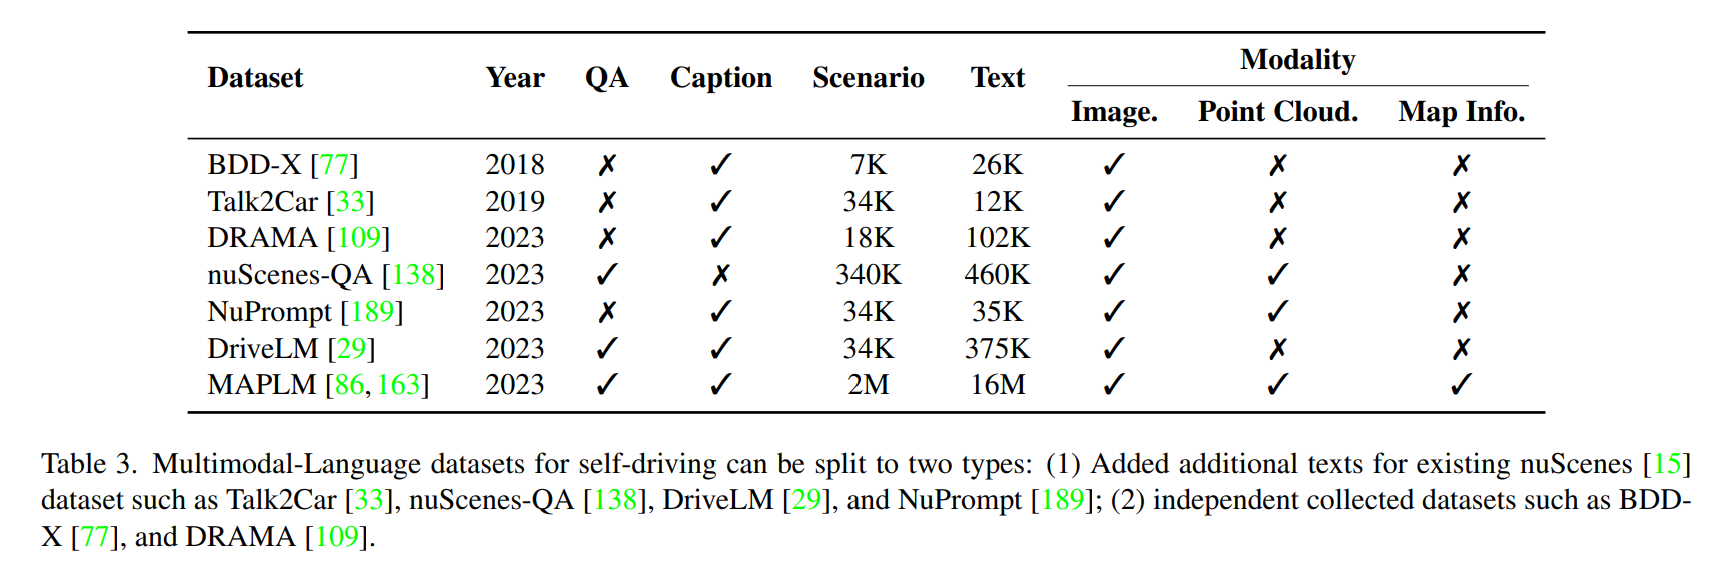 Dataset Year QA Caption Scenario Text Modality
Image. Point Cloud. Map Info.
BDD-X [77] 2018 ✗ ✓ 7K 26K ✓ ✗ ✗
Talk2Car [33] 2019 ✗ ✓ 34K 12K ✓ ✗ ✗
DRAMA [109] 2023 ✗ ✓ 18K 102K ✓ ✗ ✗
nuScenes-QA [138] 2023 ✓ ✗ 340K 460K ✓ ✓ ✗
NuPrompt [189] 2023 ✗ ✓ 34K 35K ✓ ✓ ✗
DriveLM [29] 2023 ✓ ✓ 34K 375K ✓ ✗ ✗
MAPLM [86, 163] 2023 ✓ ✓ 2M 16M ✓ ✓ ✓
Table 3. Multimodal-Language datasets for self-driving can be split to two types: (1) Added additional texts for existing nuScenes [15]
dataset such as Talk2Car [33], nuScenes-QA [138], DriveLM [29], and NuPrompt [189]; (2) independent collected datasets such as BDD-
X [77], and DRAMA [109].